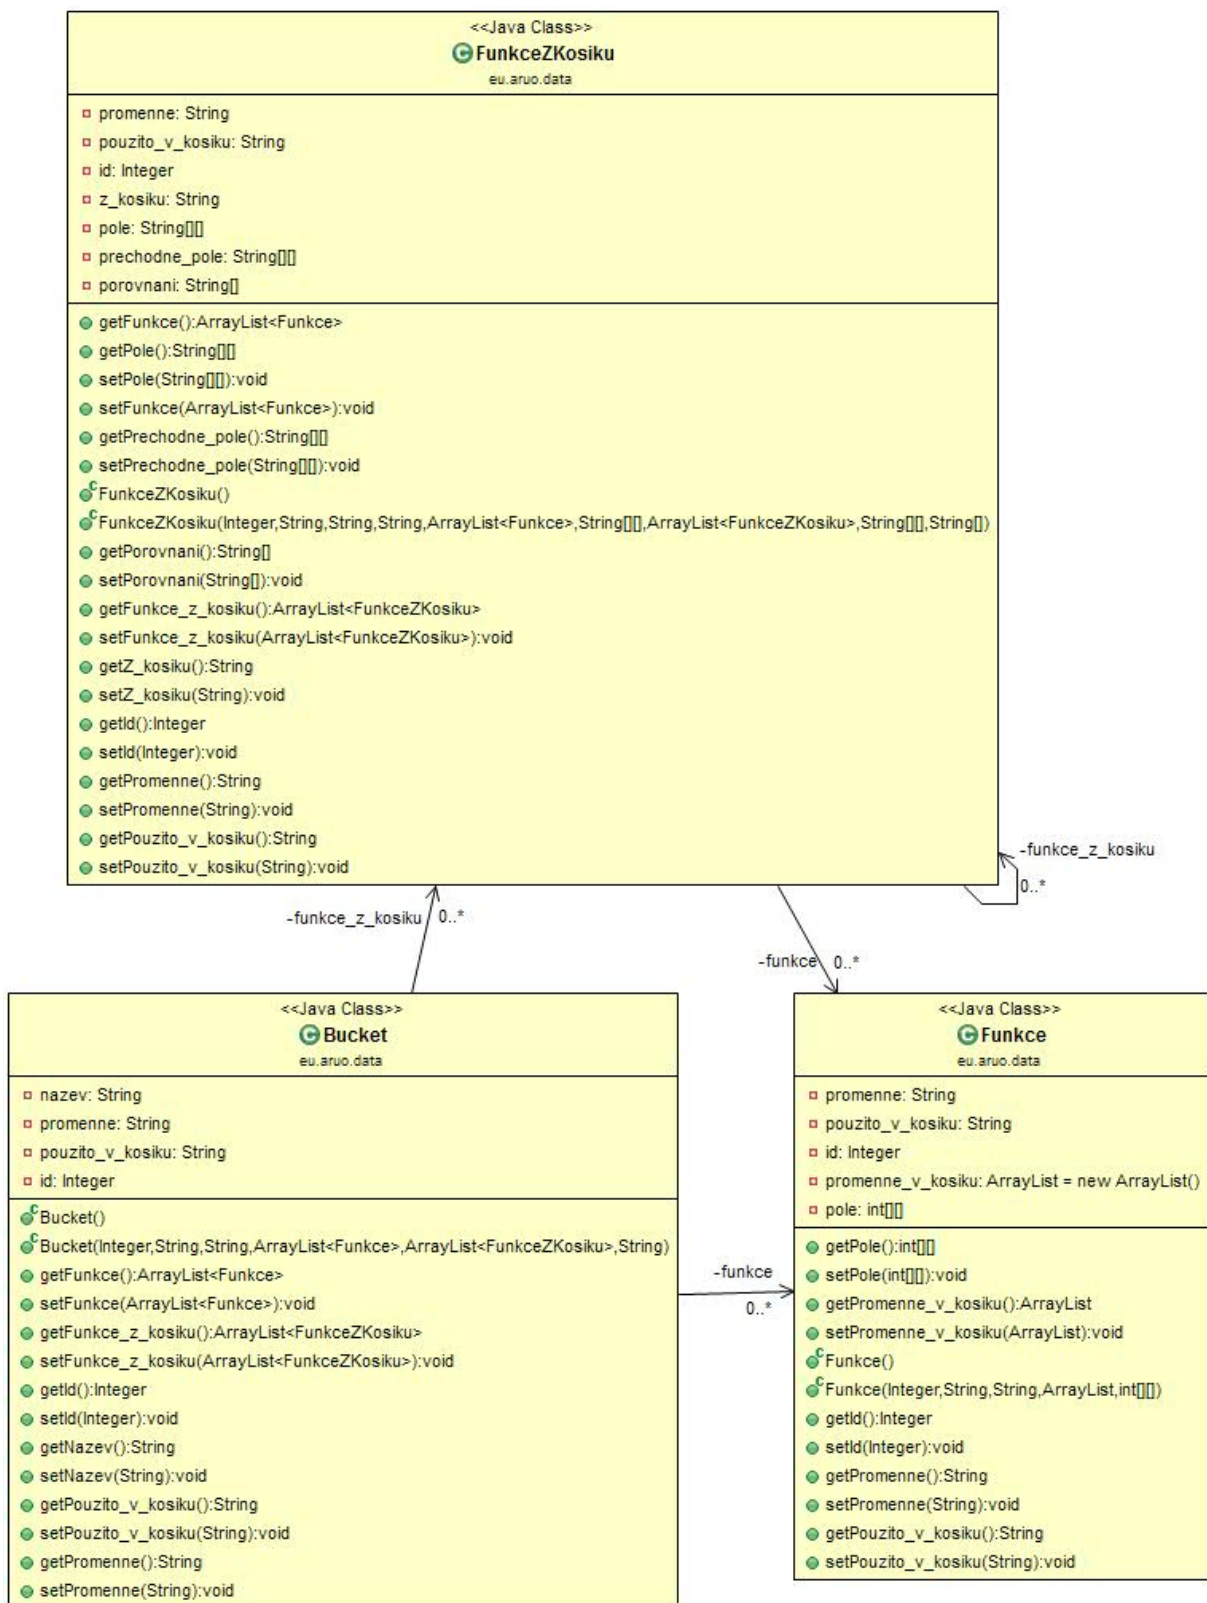 <<Java Class>>
FunkceZKosiku
eu.aruo.data
promenne: String
pouzito_v_kosiku: String
id: Integer
z_kosiku: String
pole: String[][]
prechodne_pole: String[][]
porovnani: String[]
getFunkce():ArrayList<Funkce>
getPole():String[][]
setPole(String[][]):void
setFunkce(ArrayList<Funkce>):void
getPrechodne_pole():String[][]
setPrechodne_pole(String[][]):void
FunkceZKosiku()
FunkceZKosiku(Integer,String,String,String,ArrayList<Funkce>,String[][],ArrayList<FunkceZKosiku>,String[][],String[])
getPorovnani():String[]
setPorovnani(String[]):void
getFunkce_z_kosiku():ArrayList<FunkceZKosiku>
setFunkce_z_kosiku(ArrayList<FunkceZKosiku>):void
getZ_kosiku():String
setZ_kosiku(String):void
getId():Integer
setId(Integer):void
getPromenne():String
setPromenne(String):void
getPouzito_v_kosiku():String
setPouzito_v_kosiku(String):void
-funkce_z_kosiku
0..*
-funkce_z_kosiku 0..*
-funkce 0..*
<<Java Class>>
Bucket
eu.aruo.data
nazev: String
promenne: String
pouzito_v_kosiku: String
id: Integer
Bucket()
Bucket(Integer,String,String,ArrayList<Funkce>,ArrayList<FunkceZKosiku>,String)
getFunkce():ArrayList<Funkce>
setFunkce(ArrayList<Funkce>):void
getFunkce_z_kosiku():ArrayList<FunkceZKosiku>
setFunkce_z_kosiku(ArrayList<FunkceZKosiku>):void
getId():Integer
setId(Integer):void
getNazev():String
setNazev(String):void
getPouzito_v_kosiku():String
setPouzito_v_kosiku(String):void
getPromenne():String
setPromenne(String):void
-funkce
0..*
<<Java Class>>
Funkce
eu.aruo.data
promenne: String
pouzito_v_kosiku: String
id: Integer
promenne_v_kosiku: ArrayList = new ArrayList()
pole: int[][]
getPole():int[][]
setPole(int[][]):void
getPromenne_v_kosiku():ArrayList
setPromenne_v_kosiku(ArrayList):void
Funkce()
Funkce(Integer,String,String,ArrayList,int[][])
getId():Integer
setId(Integer):void
getPromenne():String
setPromenne(String):void
getPouzito_v_kosiku():String
setPouzito_v_kosiku(String):void